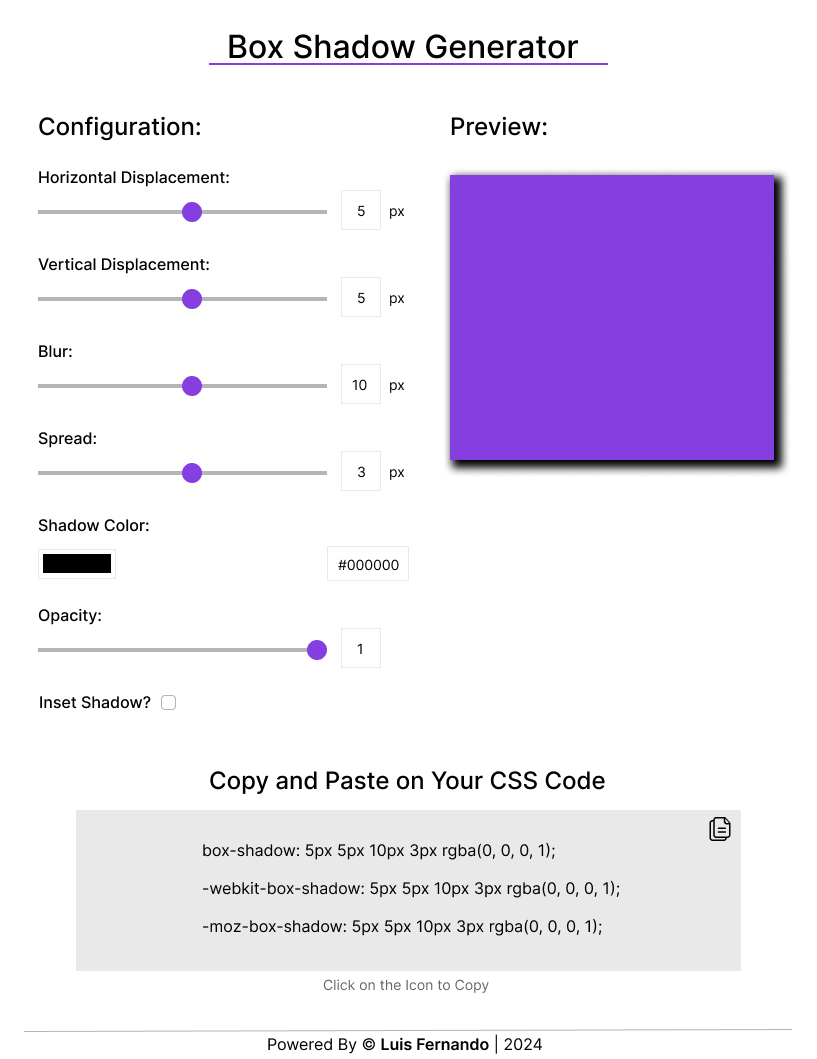 Box Shadow Generator
Configuration:
Horizontal Displacement:
5 px
Vertical Displacement:
5 px
Blur:
10 px
Spread:
3 px
Shadow Color:
#000000
Opacity:
1
Inset Shadow?
Preview:
Copy and Paste on Your CSS Code
box-shadow: 5px 5px 10px 3px rgba(0, 0, 0, 1);
-webkit-box-shadow: 5px 5px 10px 3px rgba(0, 0, 0, 1);
-moz-box-shadow: 5px 5px 10px 3px rgba(0, 0, 0, 1);
Click on the Icon to Copy
Powered By © Luis Fernando | 2024